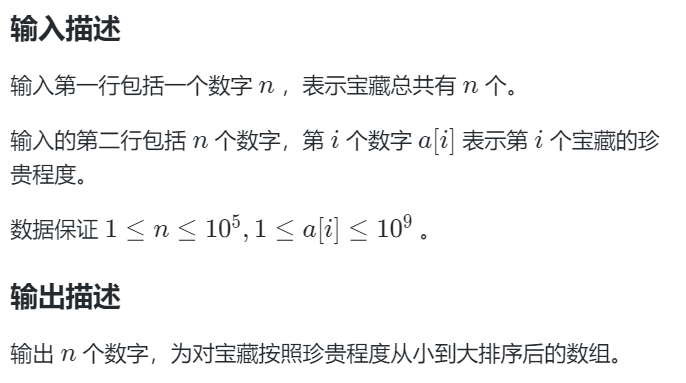 输入描述
输入第一行包括一个数字 n ，表示宝藏总共有 n 个。
输入的第二行包括 n 个数字，第 i 个数字 a[i] 表示第 i 个宝藏的珍
贵程度。
数据保证 1 ≤ n ≤ 10⁵, 1 ≤ a[i] ≤ 10⁹ 。
输出描述
输出 n 个数字，为对宝藏按照珍贵程度从小到大排序后的数组。